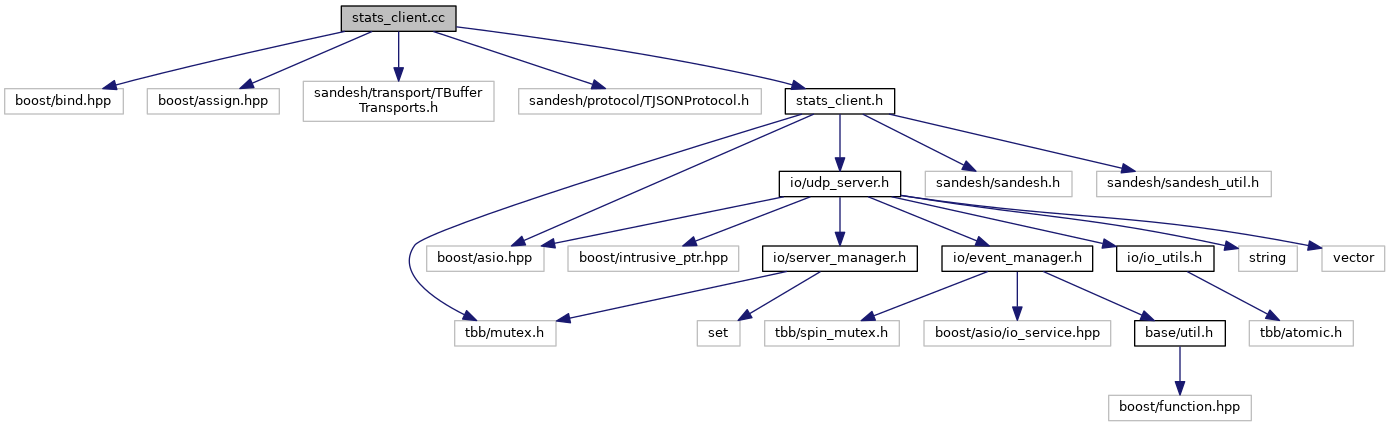 stats_client.cc
boost/bind.hpp
boost/assign.hpp
sandesh/transport/TBuffer
Transports.h
sandesh/protocol/TJSONProtocol.h
stats_client.h
io/udp_server.h
sandesh/sandesh.h
sandesh/sandesh_util.h
boost/asio.hpp
boost/intrusive_ptr.hpp
io/server_manager.h
io/event_manager.h
io/io_utils.h
string
vector
tbb/mutex.h
set
tbb/spin_mutex.h
boost/asio/io_service.hpp
base/util.h
tbb/atomic.h
boost/function.hpp